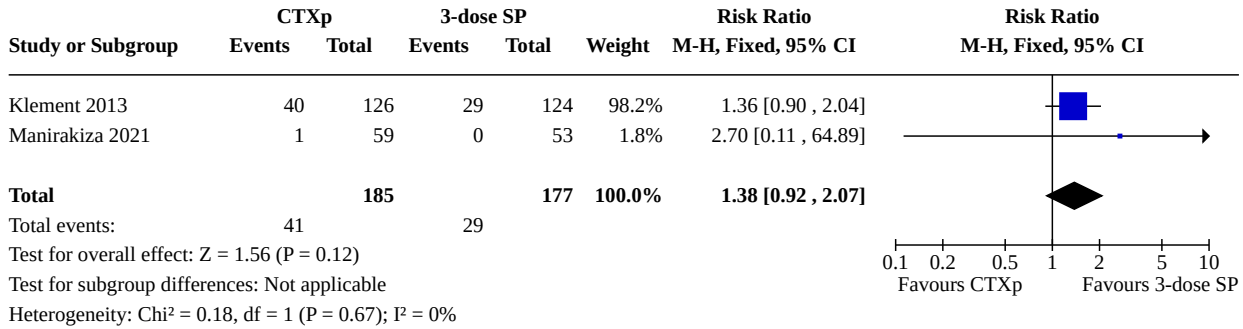 CTXp 3-dose SP Risk Ratio Risk Ratio
Study or Subgroup Events Total Events Total Weight M-H, Fixed, 95% CI M-H, Fixed, 95% CI
Klement 2013 40 126 29 124 98.2% 1.36 [0.90 , 2.04]
Manirakiza 2021 1 59 0 53 1.8% 2.70 [0.11 , 64.89]
Total 185 177 100.0% 1.38 [0.92 , 2.07]
Total events: 41 29
Test for overall effect: Z = 1.56 (P = 0.12)
Test for subgroup differences: Not applicable
Heterogeneity: Chi² = 0.18, df = 1 (P = 0.67); I² = 0%
0.1 0.2 0.5 1 2 5 10
Favours CTXp Favours 3-dose SP